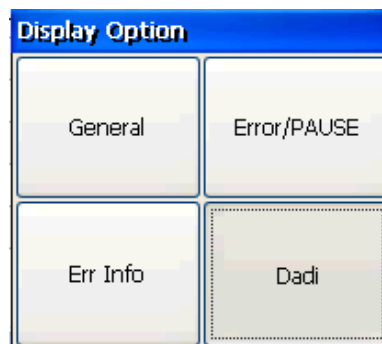 Display Option
General
Error/PAUSE
Err Info
Dadi